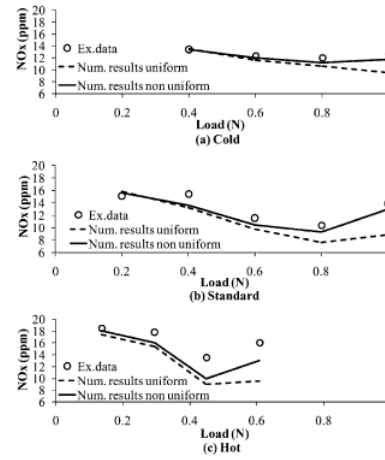 NOx (ppm)
20
18
16
14
12
10
8
6
Ex.data
Num. results uniform
Num. results non uniform
0 0.2 0.4 0.6 0.8
Load (N)
(a) Cold
NOx (ppm)
20
18
16
14
12
10
8
6
Ex.data
Num. results uniform
Num. results non uniform
0 0.2 0.4 0.6 0.8
Load (N)
(b) Standard
NOx (ppm)
20
18
16
14
12
10
8
6
Ex.data
Num. results uniform
Num. results non uniform
0 0.2 0.4 0.6 0.8
Load (N)
(c) Hot